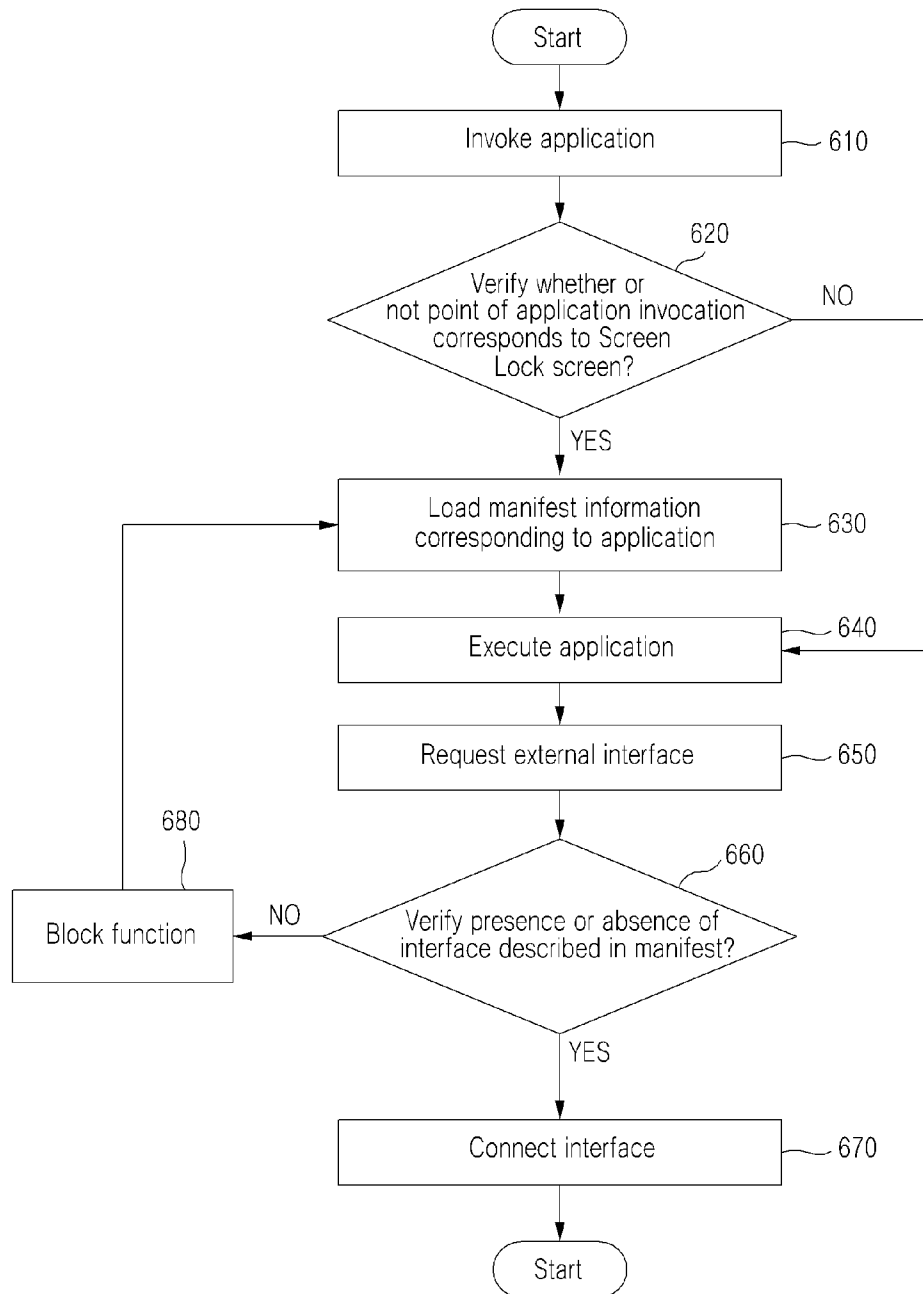 Start
Invoke application
610
620
Verify whether or
not point of application invocation
corresponds to Screen
Lock screen?
NO
YES
Load manifest information
corresponding to application
630
Execute application
640
Request external interface
650
680
660
Block function
NO
Verify presence or absence of
interface described in manifest?
YES
Connect interface
670
Start